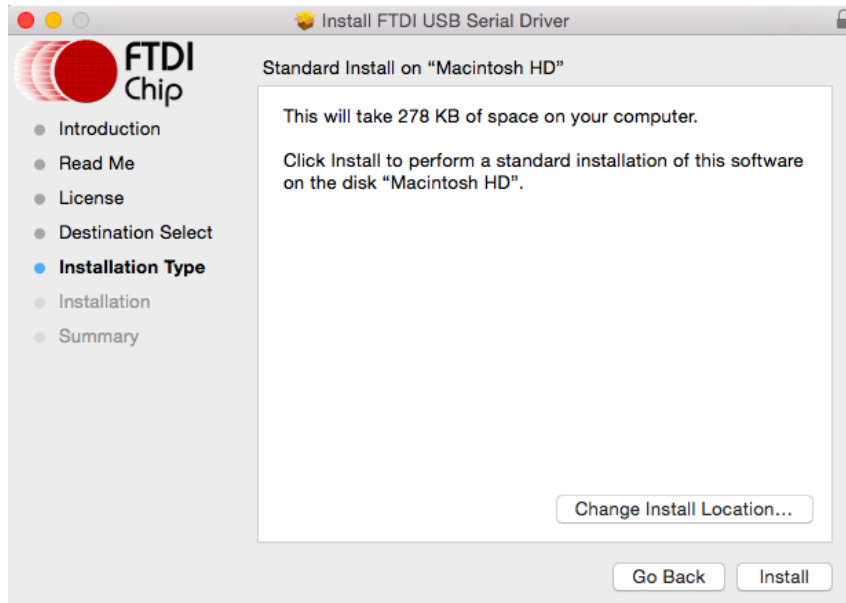 Install FTDI USB Serial Driver
FTDI
Chip
Standard Install on “Macintosh HD”
Introduction
Read Me
License
Destination Select
Installation Type
Installation
Summary
This will take 278 KB of space on your computer.
Click Install to perform a standard installation of this software
on the disk “Macintosh HD”.
Change Install Location...
Go Back
Install